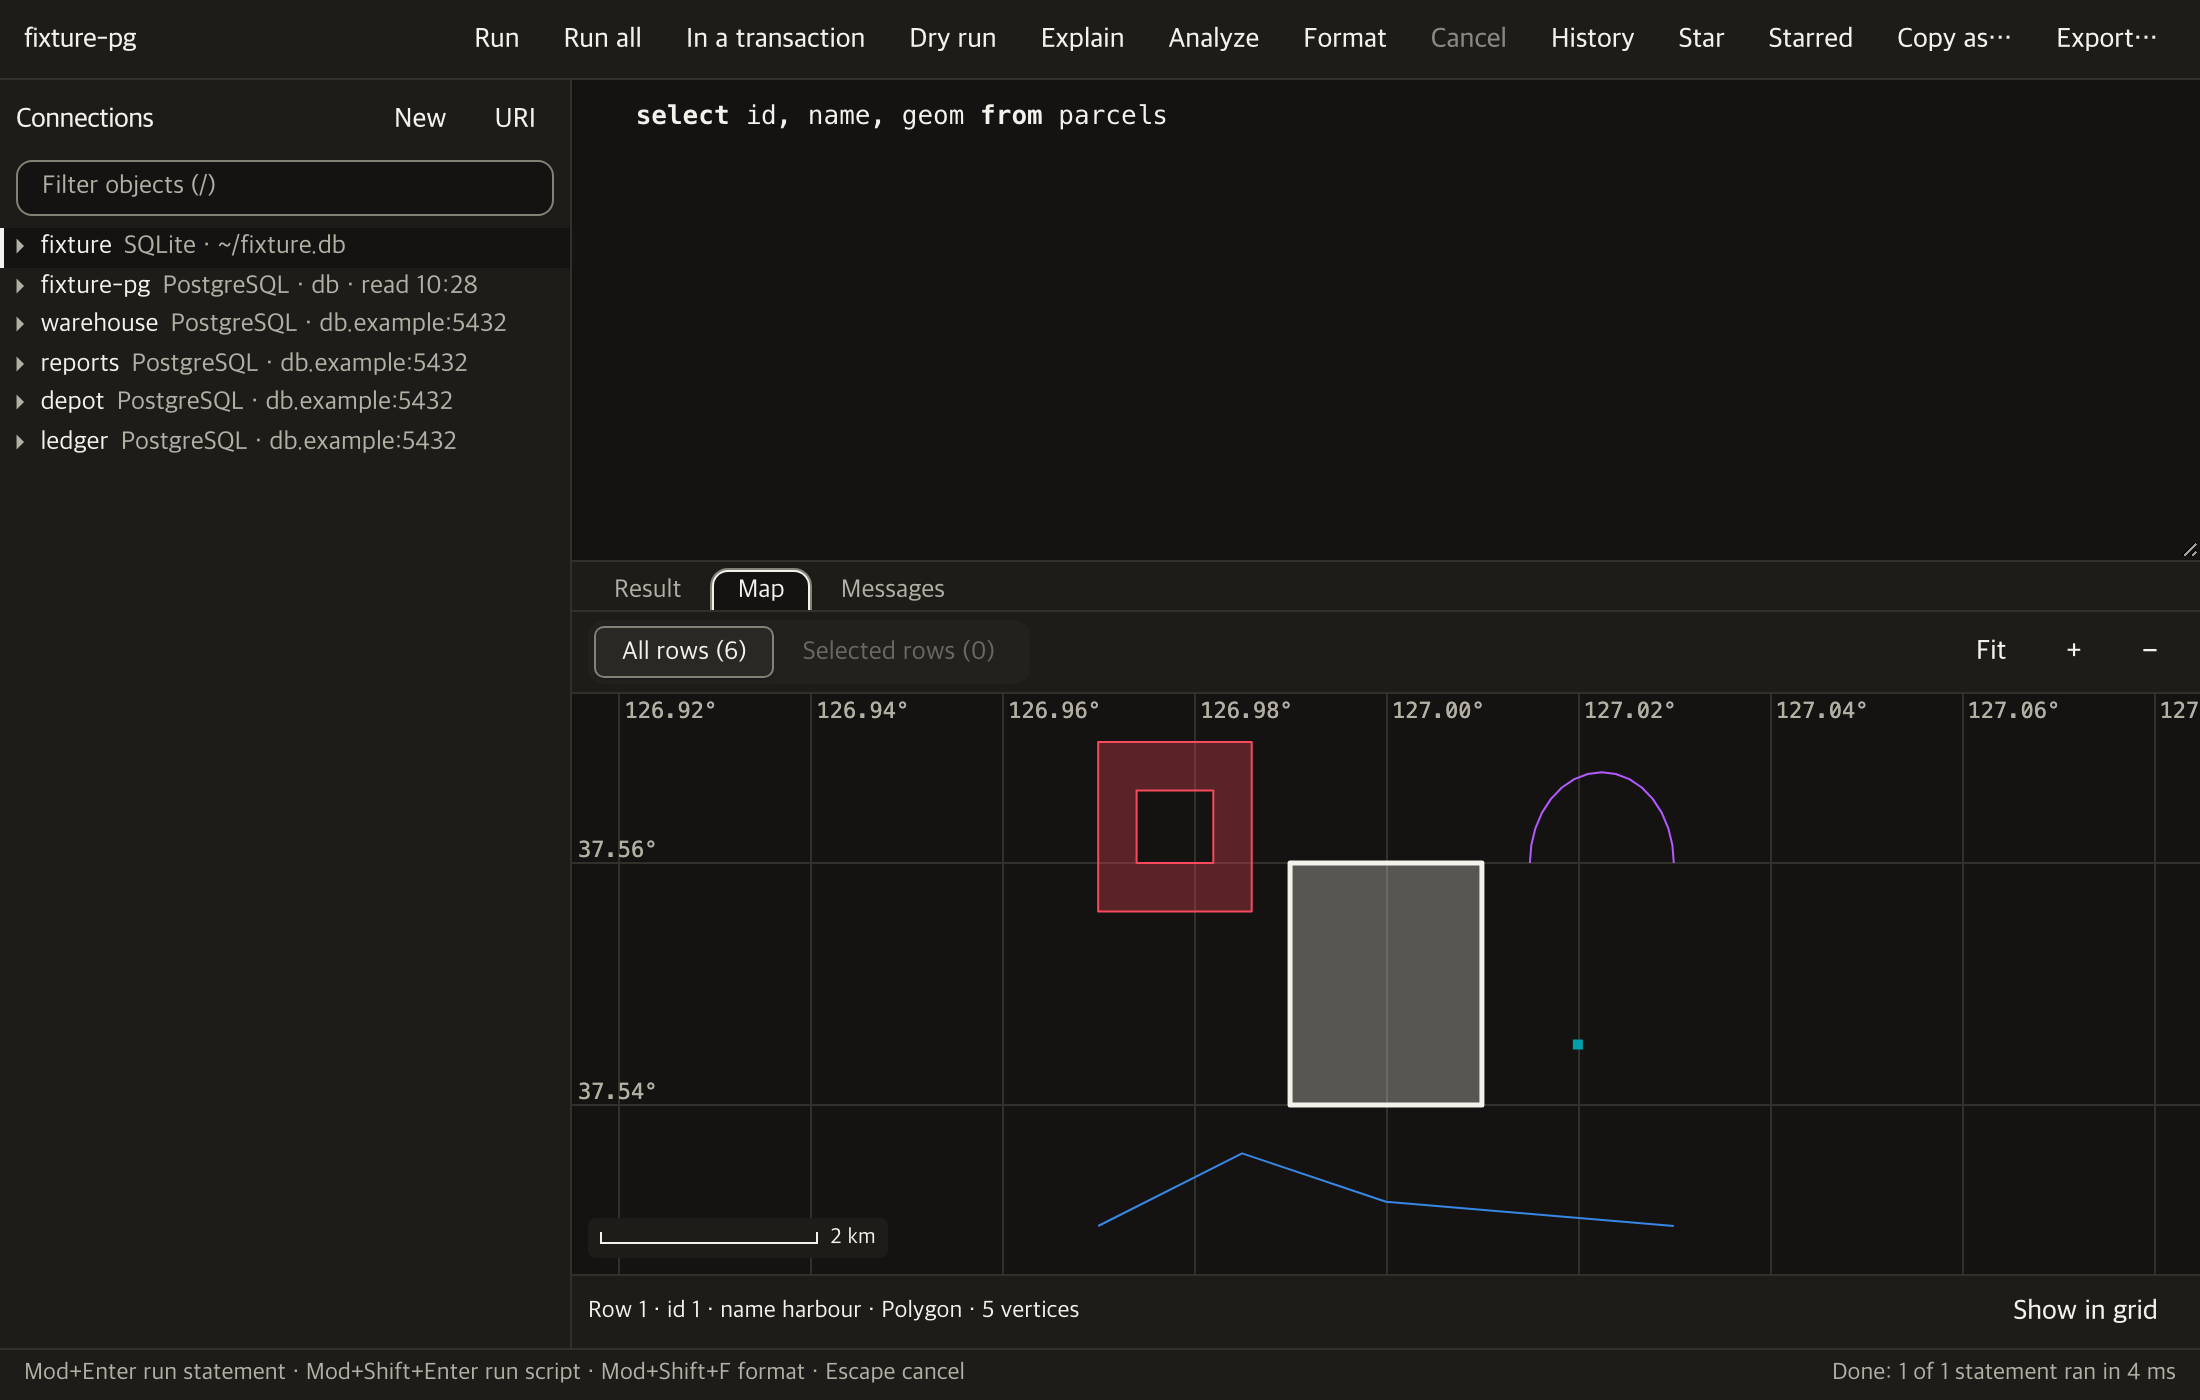 fixture-pg Run Run all In a transaction Dry run Explain Analyze Format Cancel History Star Starred Copy as… Export…
Connections New URI
Filter objects (/)
fixture SQLite · ~/fixture.db
fixture-pg PostgreSQL · db · read 10:28
warehouse PostgreSQL · db.example:5432
reports PostgreSQL · db.example:5432
depot PostgreSQL · db.example:5432
ledger PostgreSQL · db.example:5432
select id, name, geom from parcels
Result Map Messages
All rows (6) Selected rows (0) Fit + −
126.92° 126.94° 126.96° 126.98° 127.00° 127.02° 127.04° 127.06° 127
37.56°
37.54°
2 km
Row 1 · id 1 · name harbour · Polygon · 5 vertices Show in grid
Mod+Enter run statement · Mod+Shift+Enter run script · Mod+Shift+F format · Escape cancel Done: 1 of 1 statement ran in 4 ms